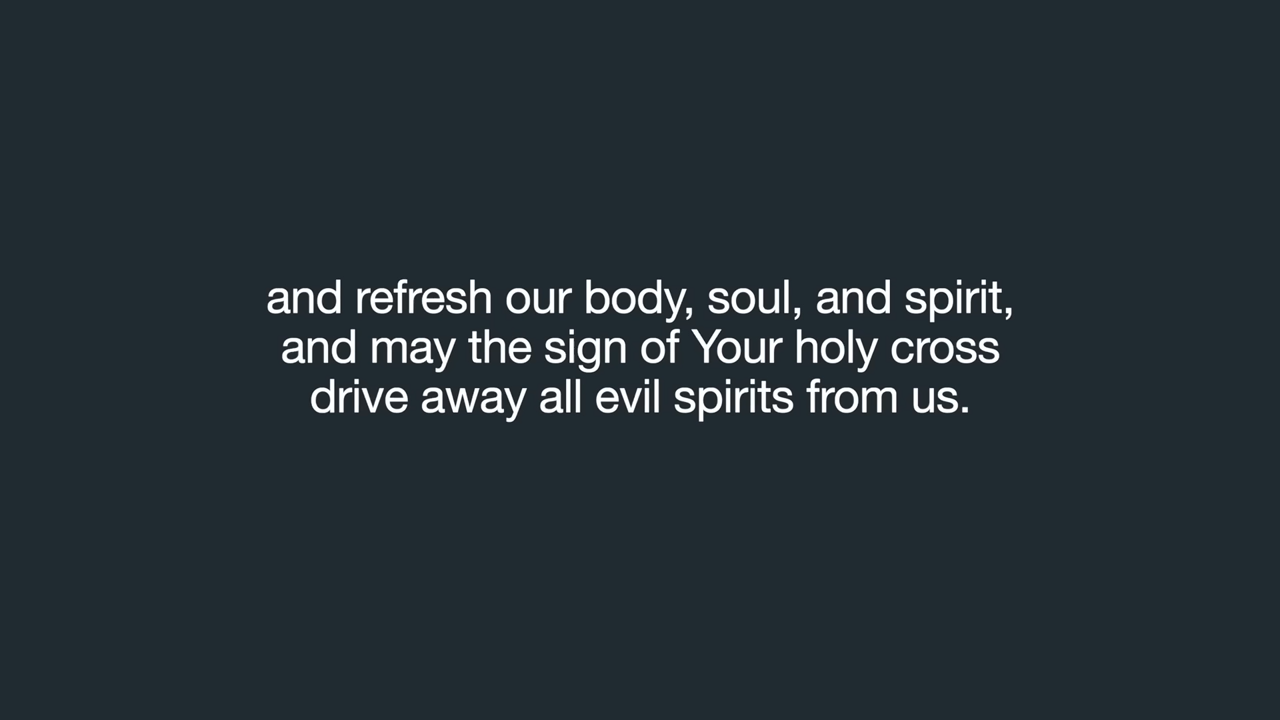 and refresh our body, soul, and spirit,
and may the sign of Your holy cross
drive away all evil spirits from us.